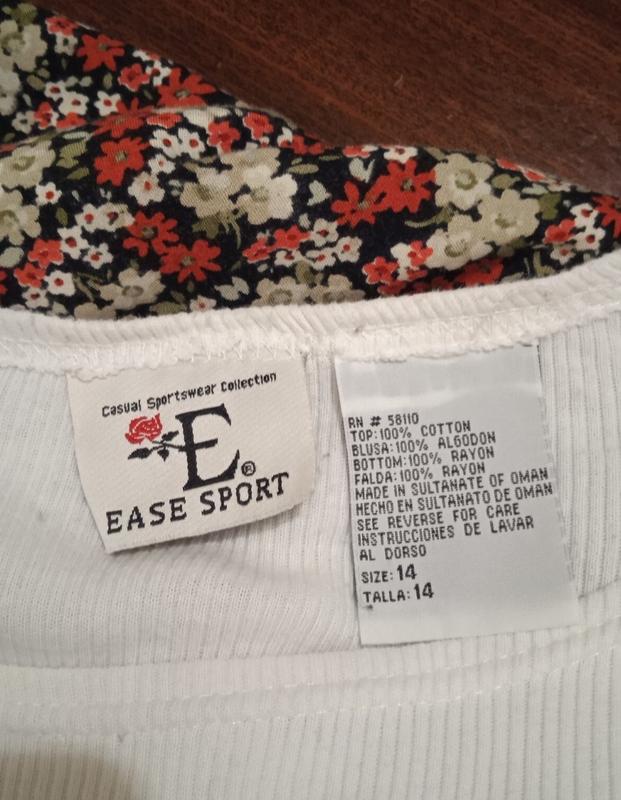 Casual Sportswear Collection
E®
EASE SPORT
RN # 58110
TOP:100% COTTON
BLUSA:100% ALGODON
BOTTOM:100% RAYON
FALDA:100% RAYON
MADE IN SULTANATE OF OMAN
HECHO EN SULTANATO DE OMAN
SEE REVERSE FOR CARE
INSTRUCCIONES DE LAVAR
AL DORSO
SIZE:14
TALLA:14